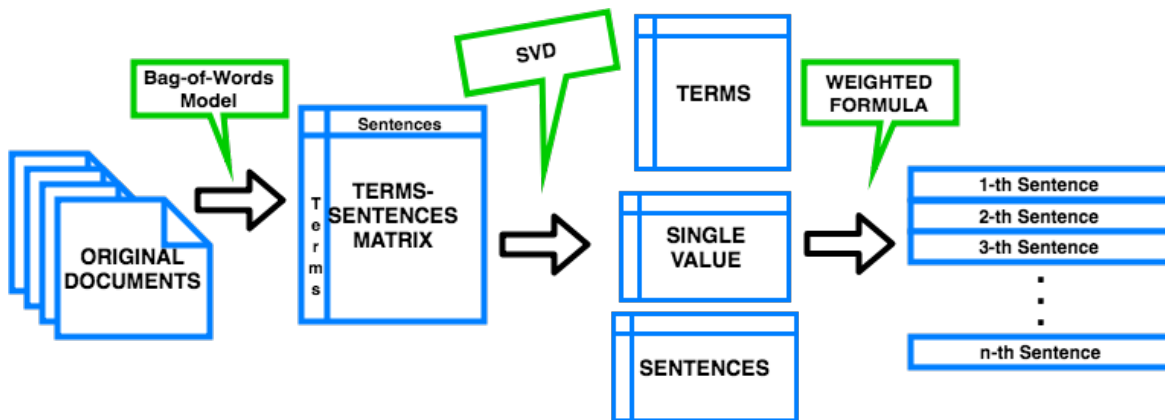 Bag-of-Words
Model
SVD
WEIGHTED
FORMULA
ORIGINAL
DOCUMENTS
Sentences
Terms
TERMS-
SENTENCES
MATRIX
TERMS
SINGLE
VALUE
SENTENCES
1-th Sentence
2-th Sentence
3-th Sentence
n-th Sentence